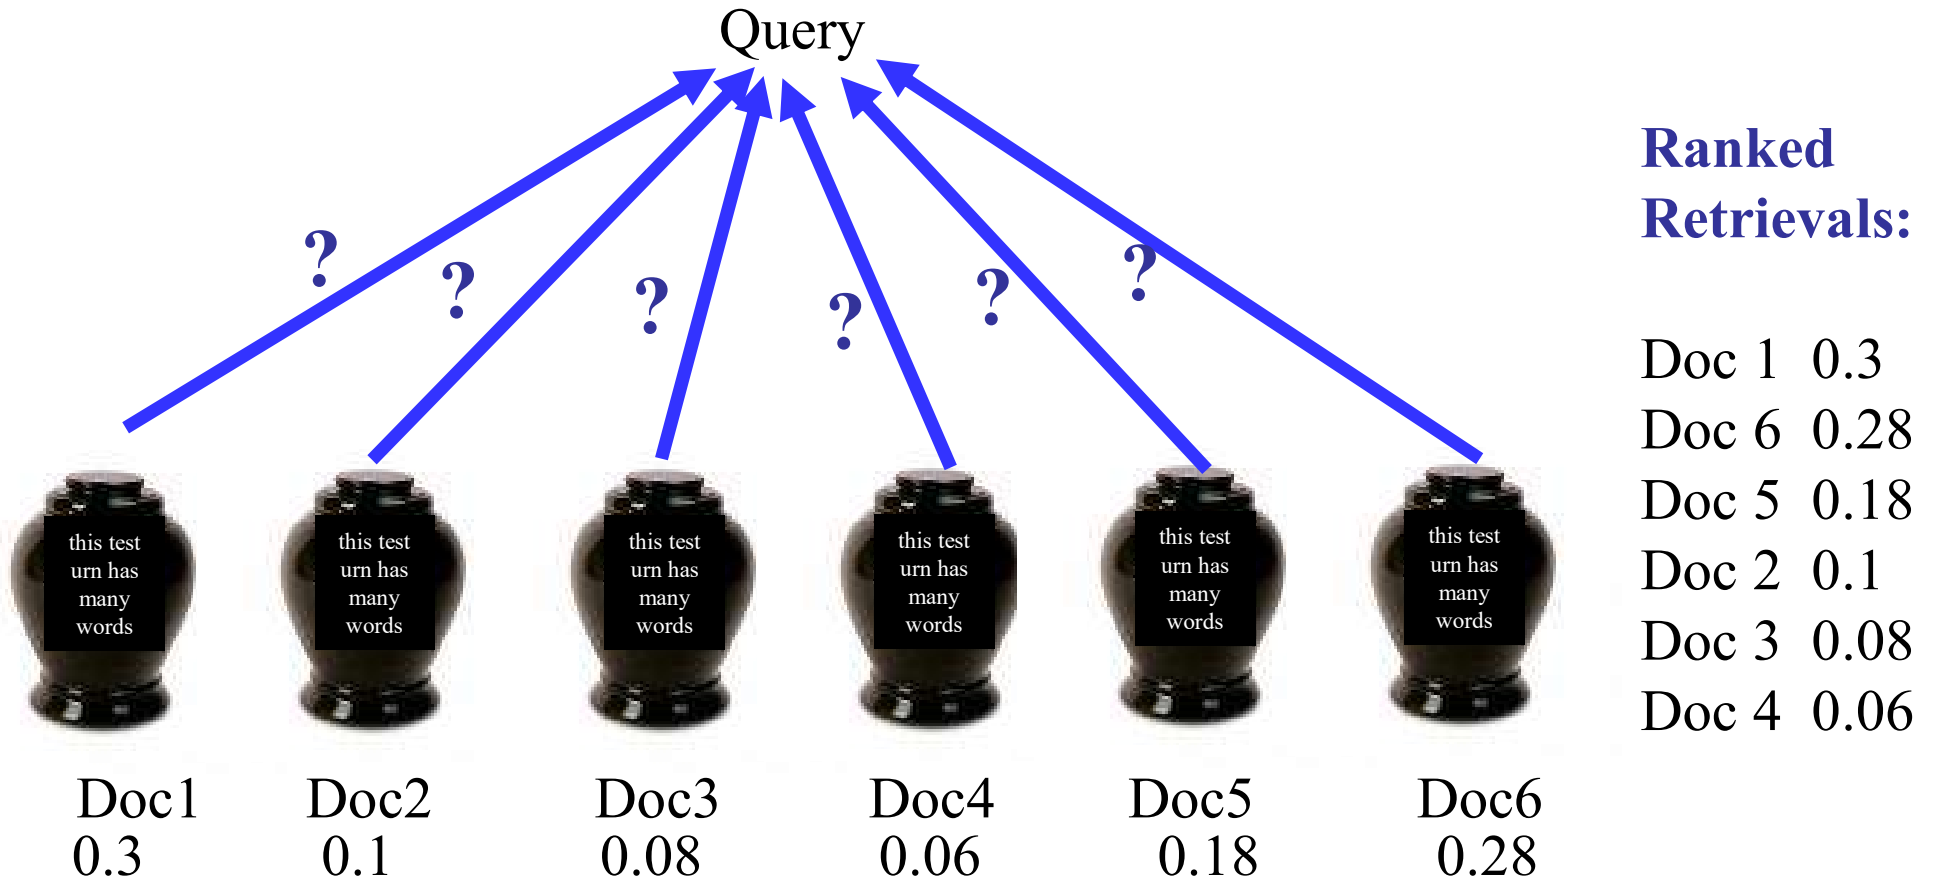 Query
Ranked
Retrievals:
?
?
?
?
?
?
Doc 1 0.3
Doc 6 0.28
Doc 5 0.18
Doc 2 0.1
Doc 3 0.08
Doc 4 0.06
this test
urn has
many
words
this test
urn has
many
words
this test
urn has
many
words
this test
urn has
many
words
this test
urn has
many
words
this test
urn has
many
words
Doc1
0.3
Doc2
0.1
Doc3
0.08
Doc4
0.06
Doc5
0.18
Doc6
0.28